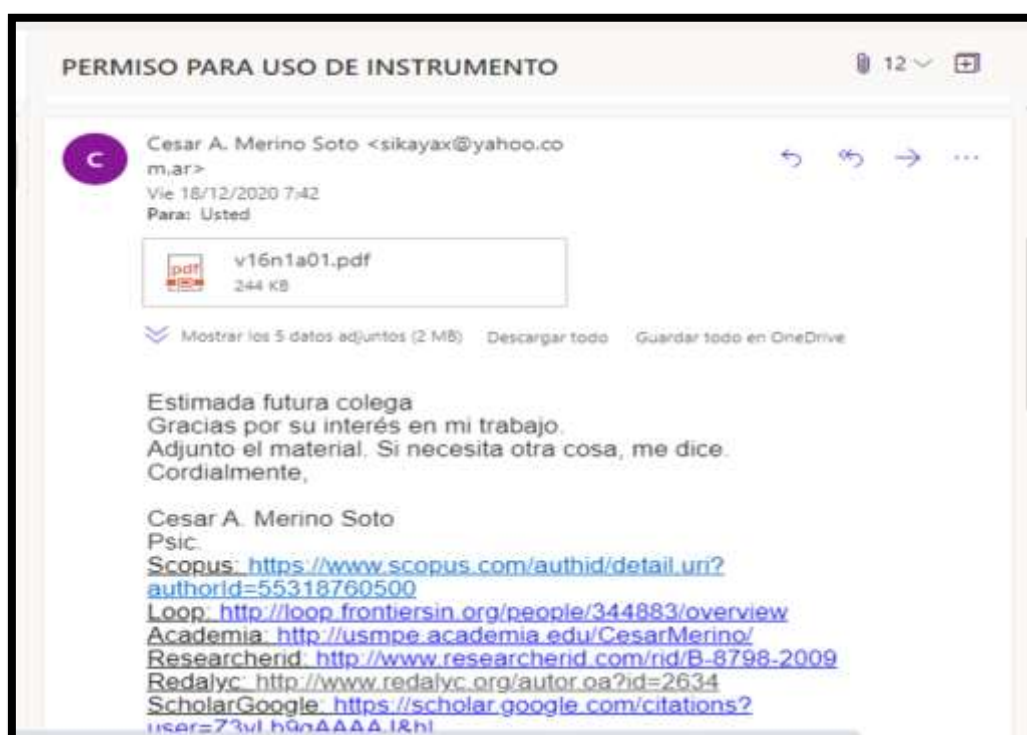 PERMISO PARA USO DE INSTRUMENTO
12
C
Cesar A. Merino Soto <sikayax@yahoo.co
m.ar>
Vie 18/12/2020 7:42
Para: Usted
pdf
v16n1a01.pdf
244 KB
Mostrar los 5 datos adjuntos (2 MB) Descargar todo Guardar todo en OneDrive
Estimada futura colega
Gracias por su interés en mi trabajo.
Adjunto el material. Si necesita otra cosa, me dice.
Cordialmente,
Cesar A. Merino Soto
Psic.
Scopus: https://www.scopus.com/authid/detail.uri?
authorId=55318760500
Loop: http://loop.frontiersin.org/people/344883/overview
Academia: http://usmpe.academia.edu/CesarMerino/
Researcherid: http://www.researcherid.com/rid/B-8798-2009
Redalyc: http://www.redalyc.org/autor.oa?id=2634
ScholarGoogle: https://scholar.google.com/citations?